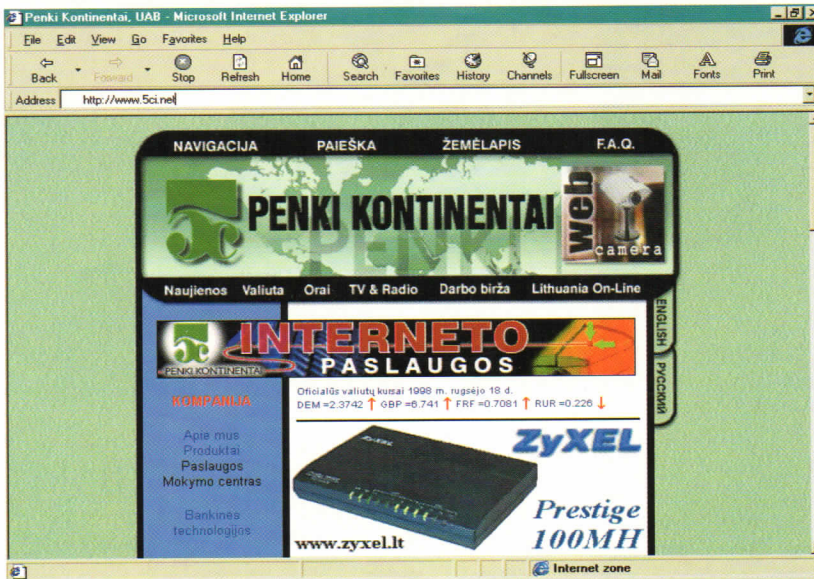 Penki Kontinentai, UAB - Microsoft Internet Explorer
File Edit View Go Favorites Help
Back Forward Stop Refresh Home Search Favorites History Channels Fullscreen Mail Fonts Print
Address http://www.5ci.net
NAVIGACIJA PAIEŠKA ŽEMĖLAPIS F.A.Q.
5c PENKI KONTINENTAI web camera
PENKI
Naujienos Valiuta Orai TV & Radio Darbo birža Lithuania On-Line
ENGLISH
РУССКИЙ
5c INTERNETO
PASLAUGOS
PENKI KONTINENTAI
Oficialūs valiutų kursai 1998 m. rugsėjo 18 d.
DEM =2.3742 ↑ GBP =6.741 ↑ FRF =0.7081 ↑ RUR =0.226 ↓
KOMPANIJA
Apie mus
Produktai
Paslaugos
Mokymo centras
Bankinės
technologijos
ZyXEL
ZyXEL
Prestige
100MH
www.zyxel.lt
Internet zone